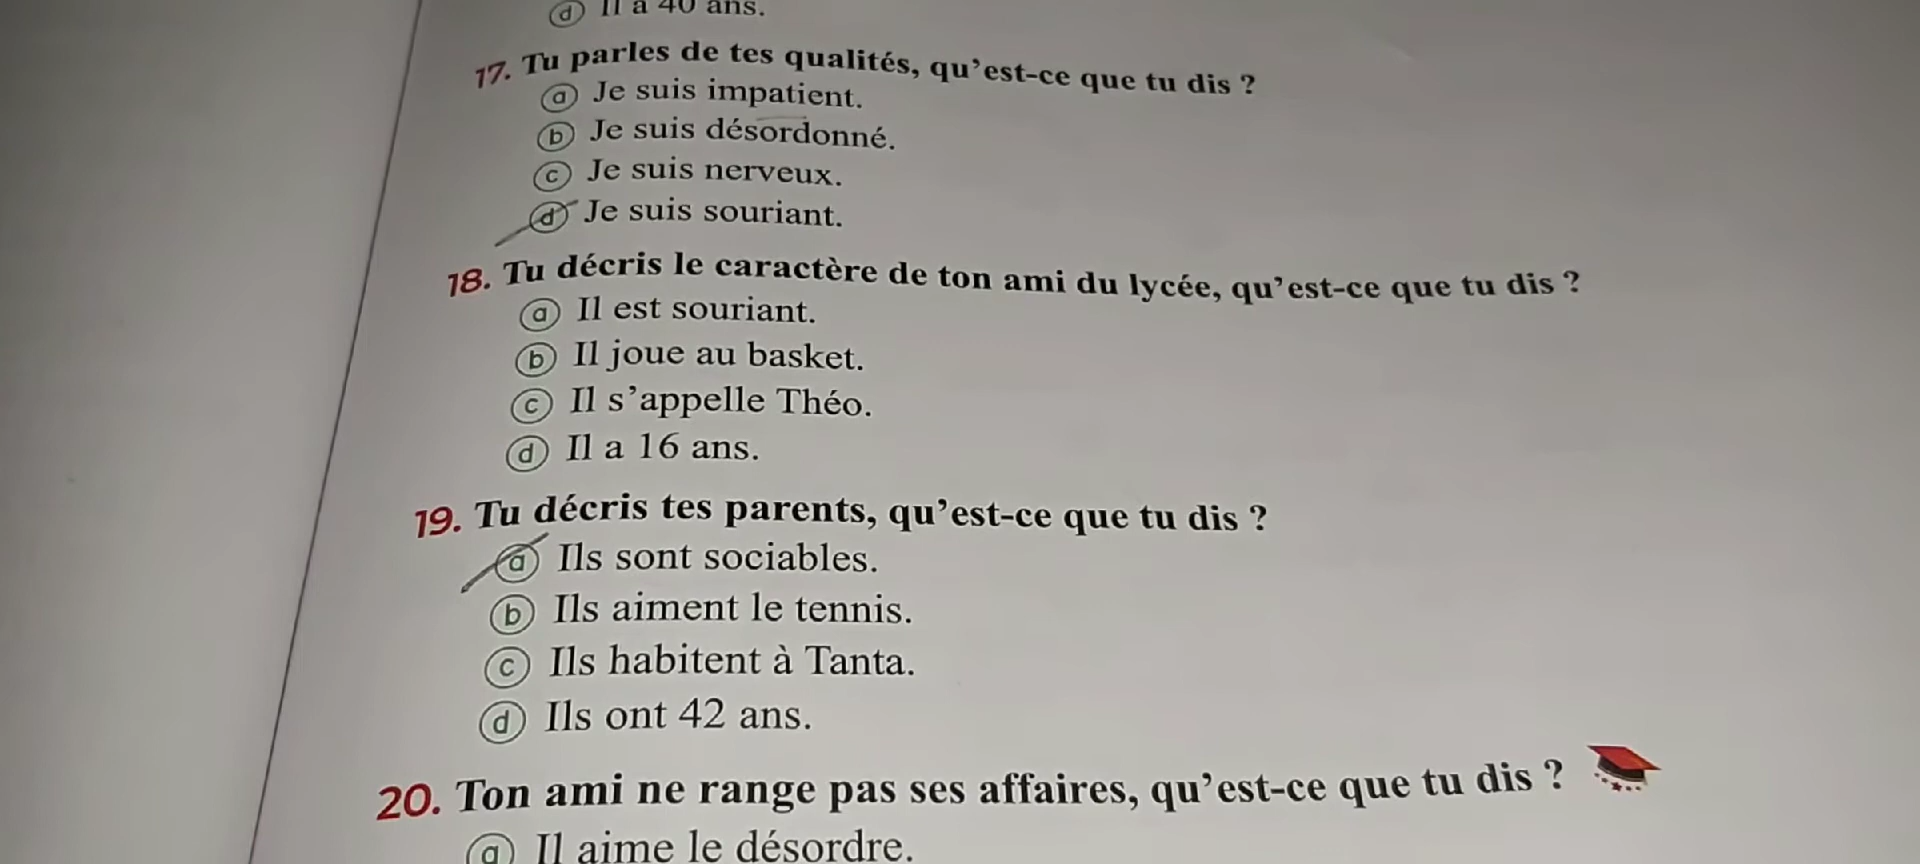 d Il a 40 ans.
17. Tu parles de tes qualités, qu'est-ce que tu dis ?
a Je suis impatient.
b Je suis désordonné.
c Je suis nerveux.
d Je suis souriant.
18. Tu décris le caractère de ton ami du lycée, qu'est-ce que tu dis ?
a Il est souriant.
b Il joue au basket.
c Il s'appelle Théo.
d Il a 16 ans.
19. Tu décris tes parents, qu'est-ce que tu dis ?
a Ils sont sociables.
b Ils aiment le tennis.
c Ils habitent à Tanta.
d Ils ont 42 ans.
20. Ton ami ne range pas ses affaires, qu'est-ce que tu dis ?
a Il aime le désordre.